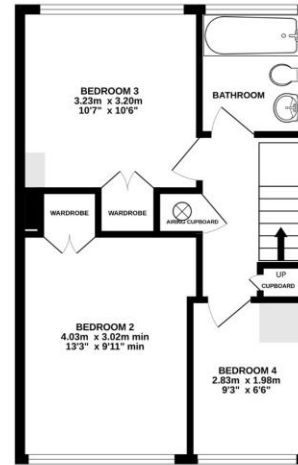 BEDROOM 3
3.23m x 3.20m
10'7" x 10'6"
BATHROOM
WARDROBE
WARDROBE
AIRING CUPBOARD
UP
CUPBOARD
BEDROOM 2
4.03m x 3.02m min
13'3" x 9'11" min
BEDROOM 4
2.83m x 1.98m
9'3" x 6'6"